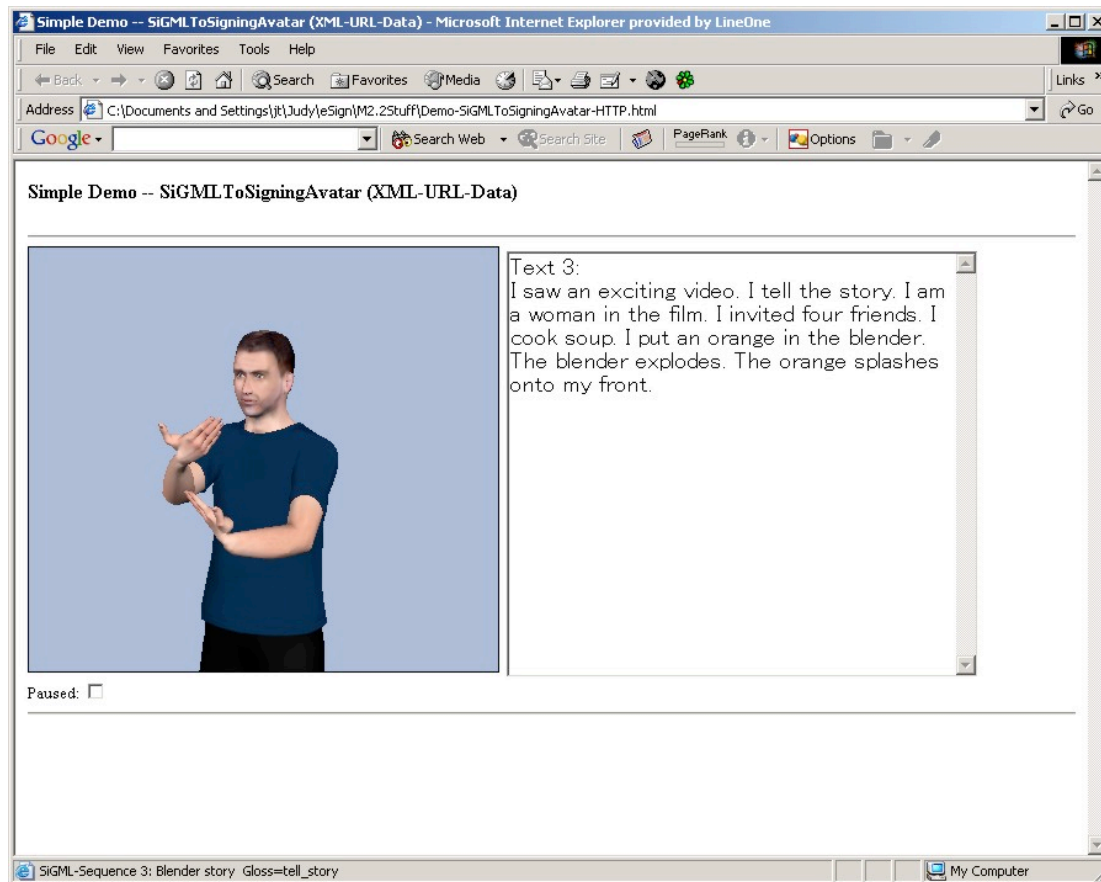 Simple Demo -- SiGMLToSigningAvatar (XML-URL-Data) - Microsoft Internet Explorer provided by LineOne
File Edit View Favorites Tools Help
Back Search Favorites Media Links »
Address C:\Documents and Settings\jt\Judy\eSign\M2.2Stuff\Demo-SiGMLToSigningAvatar-HTTP.html Go
Google Search Web Search Site PageRank Options
Simple Demo -- SiGMLToSigningAvatar (XML-URL-Data)
Text 3:
I saw an exciting video. I tell the story. I am
a woman in the film. I invited four friends. I
cook soup. I put an orange in the blender.
The blender explodes. The orange splashes
onto my front.
Paused:
SiGML-Sequence 3: Blender story Gloss=tell_story My Computer